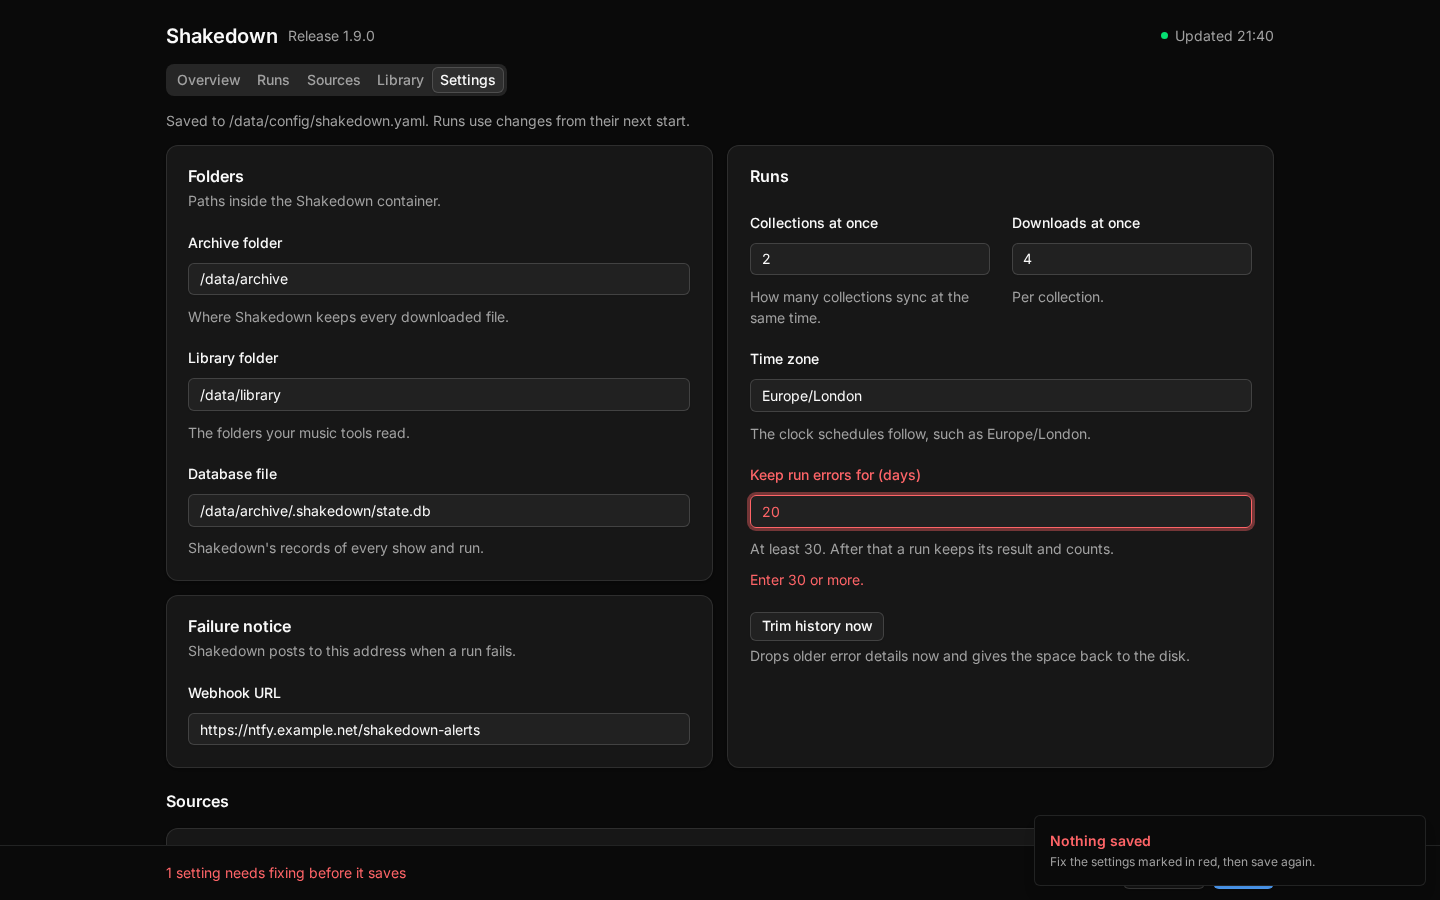 Shakedown Release 1.9.0
Updated 21:40
Overview Runs Sources Library Settings
Saved to /data/config/shakedown.yaml. Runs use changes from their next start.
Folders
Paths inside the Shakedown container.
Archive folder
/data/archive
Where Shakedown keeps every downloaded file.
Library folder
/data/library
The folders your music tools read.
Database file
/data/archive/.shakedown/state.db
Shakedown's records of every show and run.
Failure notice
Shakedown posts to this address when a run fails.
Webhook URL
https://ntfy.example.net/shakedown-alerts
Runs
Collections at once
2
How many collections sync at the
same time.
Downloads at once
4
Per collection.
Time zone
Europe/London
The clock schedules follow, such as Europe/London.
Keep run errors for (days)
20
At least 30. After that a run keeps its result and counts.
Enter 30 or more.
Trim history now
Drops older error details now and gives the space back to the disk.
Sources
1 setting needs fixing before it saves
Nothing saved
Fix the settings marked in red, then save again.